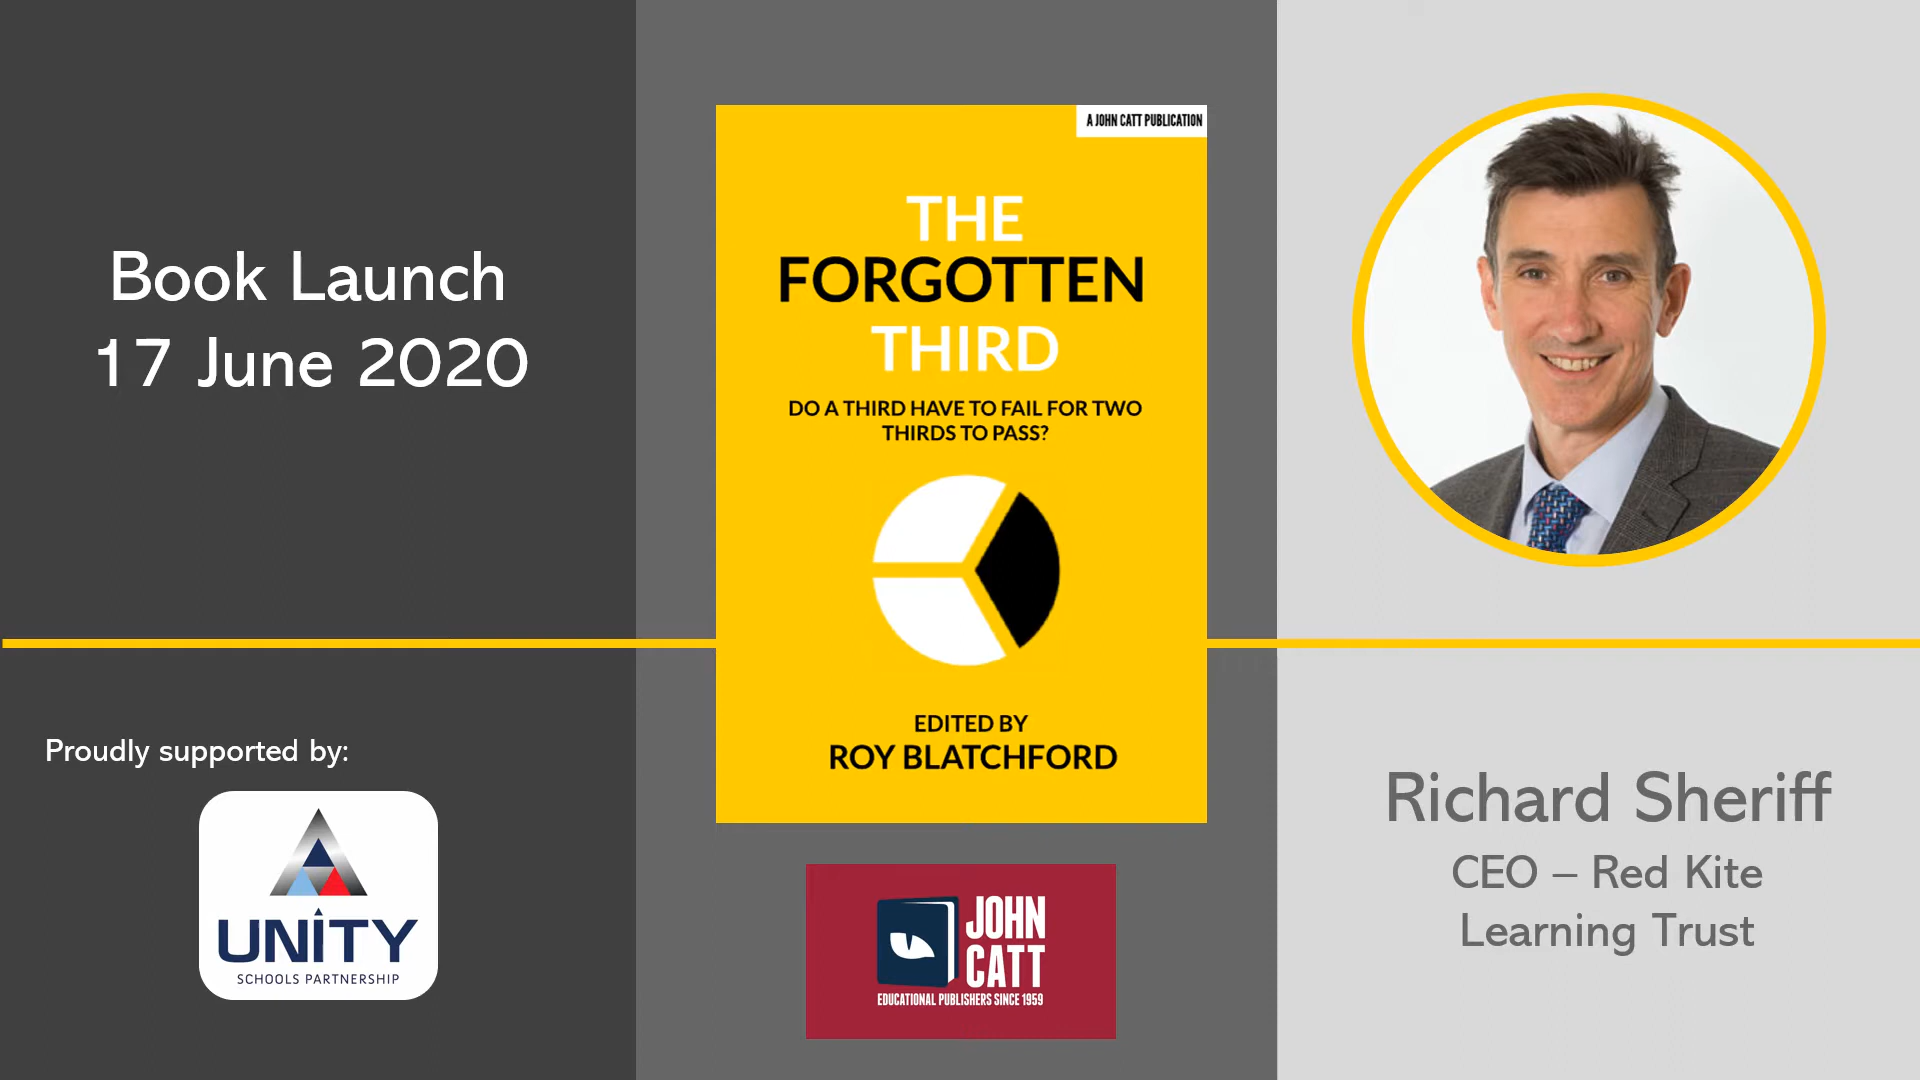 Book Launch
17 June 2020
Proudly supported by:
UNITY
SCHOOLS PARTNERSHIP
A JOHN CATT PUBLICATION
THE
FORGOTTEN
THIRD
DO A THIRD HAVE TO FAIL FOR TWO
THIRDS TO PASS?
EDITED BY
ROY BLATCHFORD
JOHN
CATT
EDUCATIONAL PUBLISHERS SINCE 1959
Richard Sheriff
CEO – Red Kite
Learning Trust